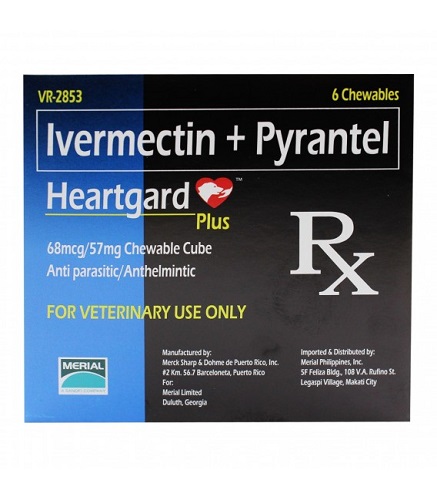 VR-2853
6 Chewables
Ivermectin + Pyrantel
Heartgard ™
Plus
68mcg/57mg Chewable Cube
Anti parasitic/Anthelmintic
Rx
FOR VETERINARY USE ONLY
MERIAL
Manufactured by:
Merck Sharp & Dohme de Puerto Rico, Inc.
#2 Km. 56.7 Barceloneta, Puerto Rico
For:
Merial Limited
Duluth, Georgia
Imported & Distributed by:
Merial Philippines, Inc.
5F Feliza Bldg., 108 V.A. Rufino St.
Legaspi Village, Makati City